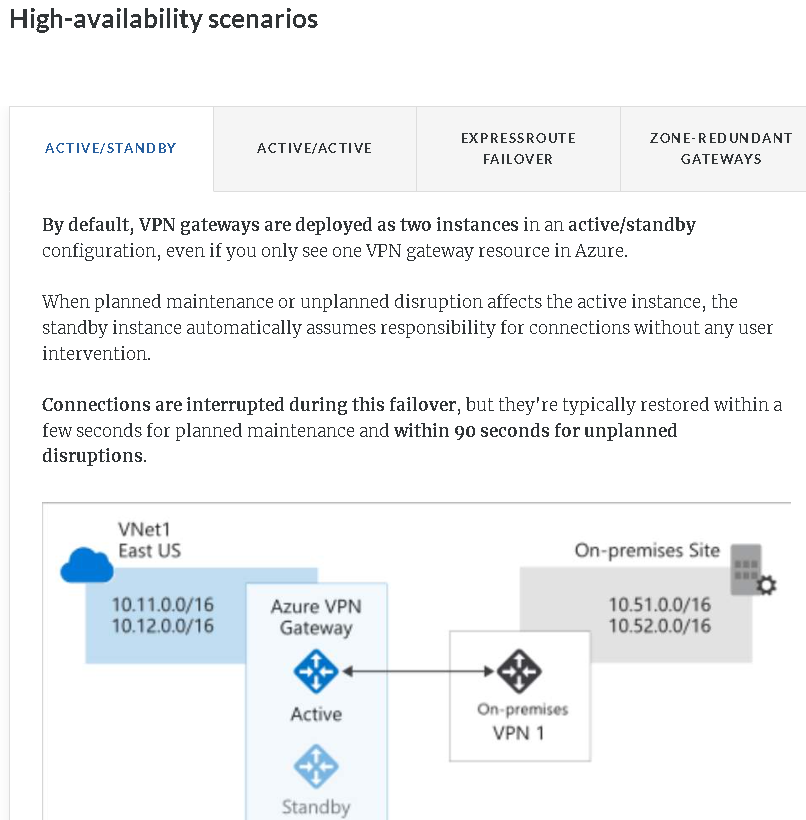 High-availability scenarios
ACTIVE/STANDBY
ACTIVE/ACTIVE
EXPRESSROUTE
FAILOVER
ZONE-REDUNDANT
GATEWAYS
By default, VPN gateways are deployed as two instances in an active/standby
configuration, even if you only see one VPN gateway resource in Azure.
When planned maintenance or unplanned disruption affects the active instance, the
standby instance automatically assumes responsibility for connections without any user
intervention.
Connections are interrupted during this failover, but they're typically restored within a
few seconds for planned maintenance and within 90 seconds for unplanned
disruptions.
VNet1
East US
10.11.0.0/16
10.12.0.0/16
Azure VPN
Gateway
Active
Standby
On-premises Site
10.51.0.0/16
10.52.0.0/16
On-premises
VPN 1